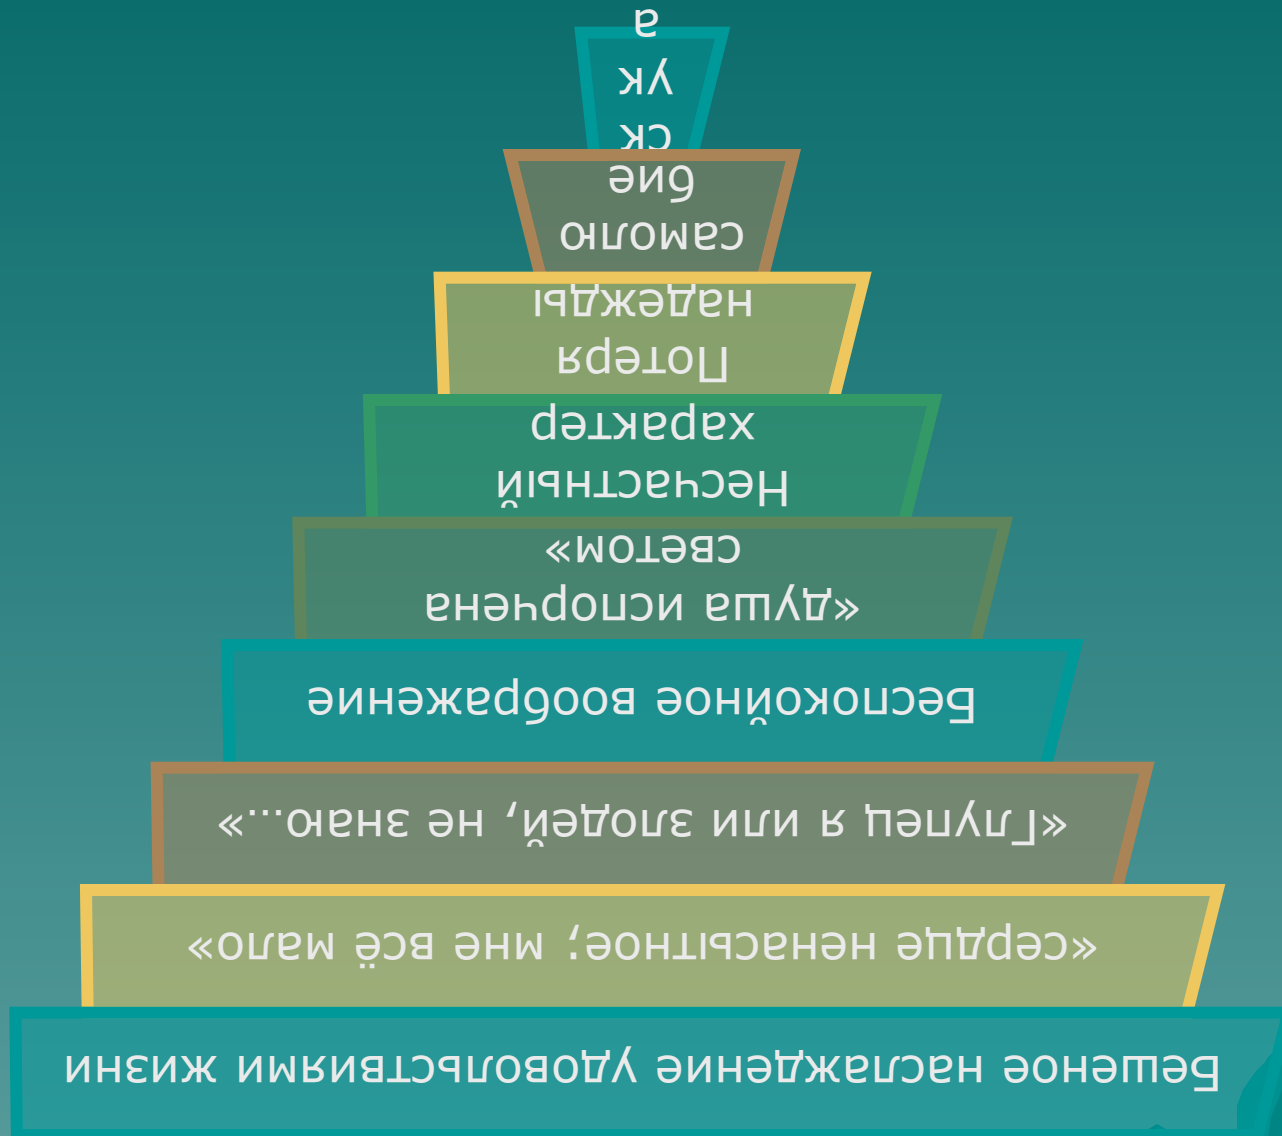 Бешеное наслаждение удовольствиями жизни
«сердце ненасытное; мне всё мало»
«Глупец я или злодей, не знаю...»
Беспокойное воображение
«душа испорчена
светом»
Несчастный
характер
Потеря
надежды
самолю
бие
ск
ук
а